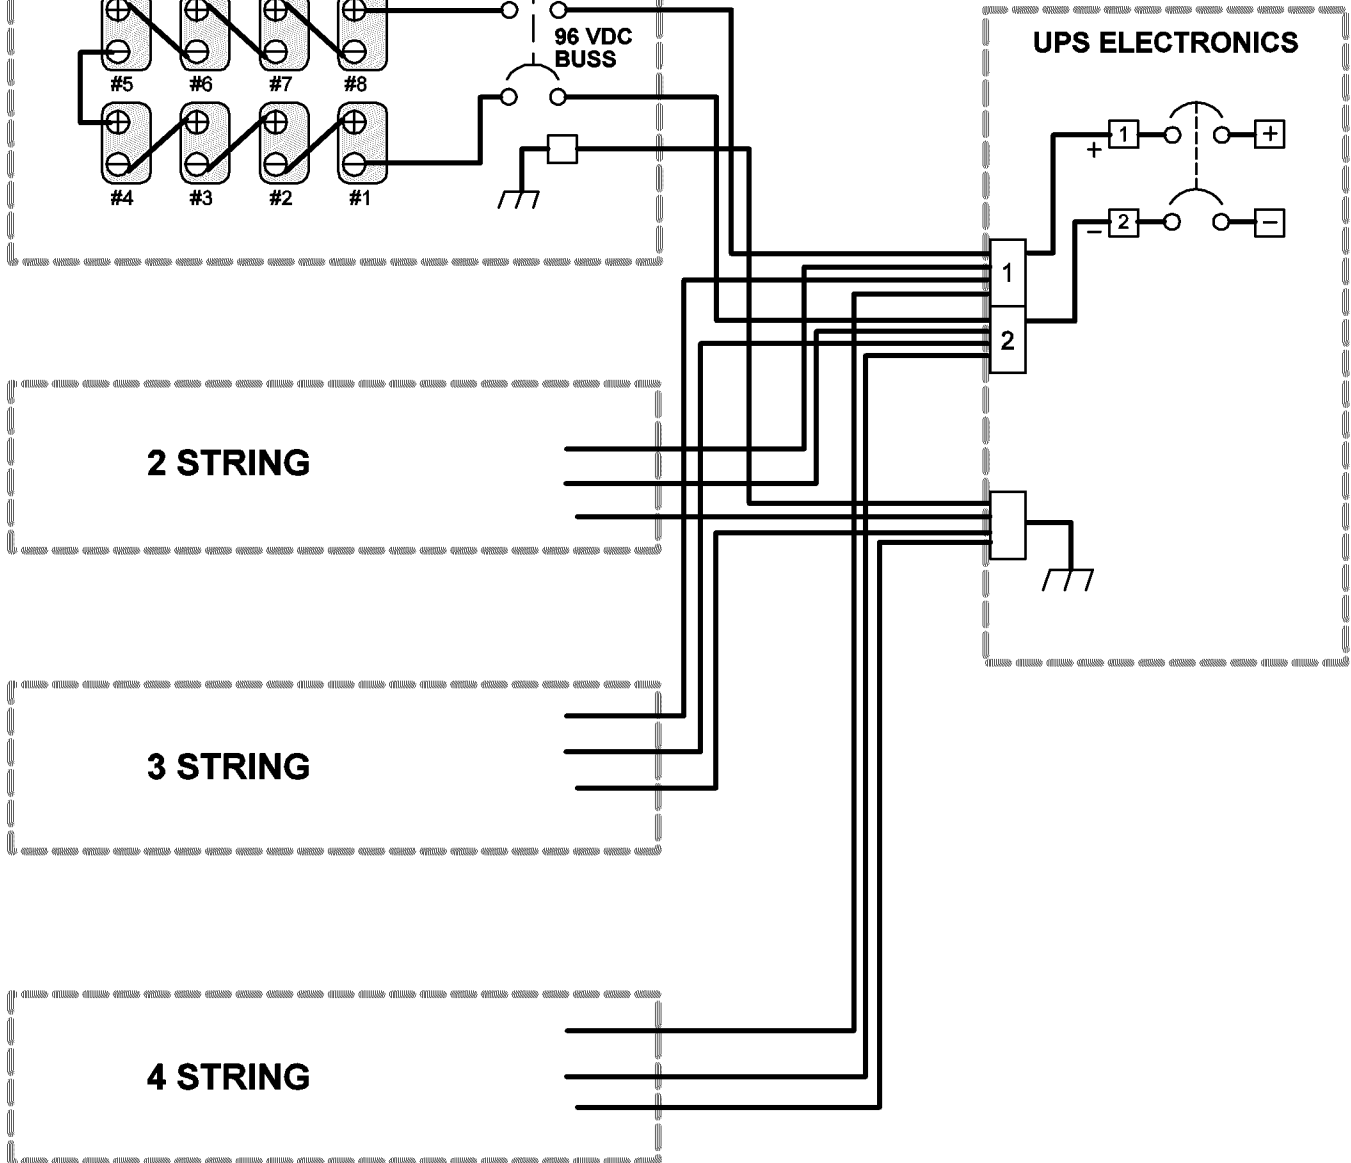 96 VDC
BUSS
#5 #6 #7 #8
#4 #3 #2 #1
UPS ELECTRONICS
+ 1 +
− 2 −
1
2
2 STRING
3 STRING
4 STRING